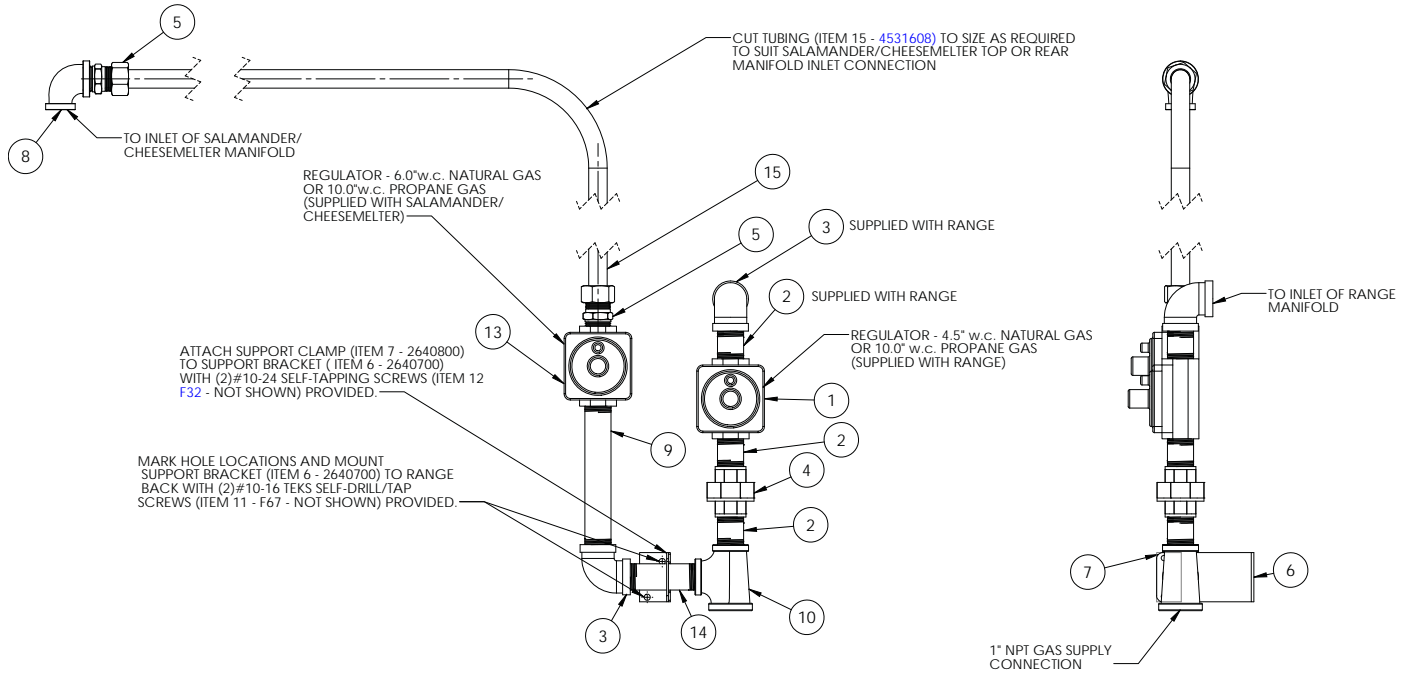 5
CUT TUBING (ITEM 15 - 4531608) TO SIZE AS REQUIRED
TO SUIT SALAMANDER/CHEESEMELTER TOP OR REAR
MANIFOLD INLET CONNECTION
8
TO INLET OF SALAMANDER/
CHEESEMELTER MANIFOLD
REGULATOR - 6.0"w.c. NATURAL GAS
OR 10.0"w.c. PROPANE GAS
(SUPPLIED WITH SALAMANDER/
CHEESEMELTER)
15
5
3
SUPPLIED WITH RANGE
2
SUPPLIED WITH RANGE
TO INLET OF RANGE
MANIFOLD
13
REGULATOR - 4.5" w.c. NATURAL GAS
OR 10.0" w.c. PROPANE GAS
(SUPPLIED WITH RANGE)
ATTACH SUPPORT CLAMP (ITEM 7 - 2640800)
TO SUPPORT BRACKET ( ITEM 6 - 2640700)
WITH (2)#10-24 SELF-TAPPING SCREWS (ITEM 12
F32 - NOT SHOWN) PROVIDED.
1
9
2
4
MARK HOLE LOCATIONS AND MOUNT
SUPPORT BRACKET (ITEM 6 - 2640700) TO RANGE
BACK WITH (2)#10-16 TEKS SELF-DRILL/TAP
SCREWS (ITEM 11 - F67 - NOT SHOWN) PROVIDED.
2
7
6
3
14
10
1" NPT GAS SUPPLY
CONNECTION